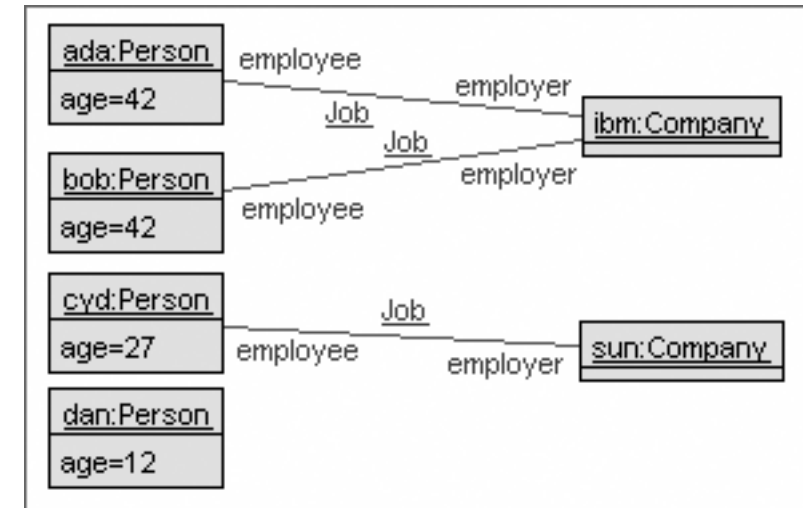 ada:Person
age=42
employee
employer
Job
ibm:Company
Job
bob:Person
age=42
employee
employer
cyd:Person
age=27
employee
Job
employer
sun:Company
dan:Person
age=12